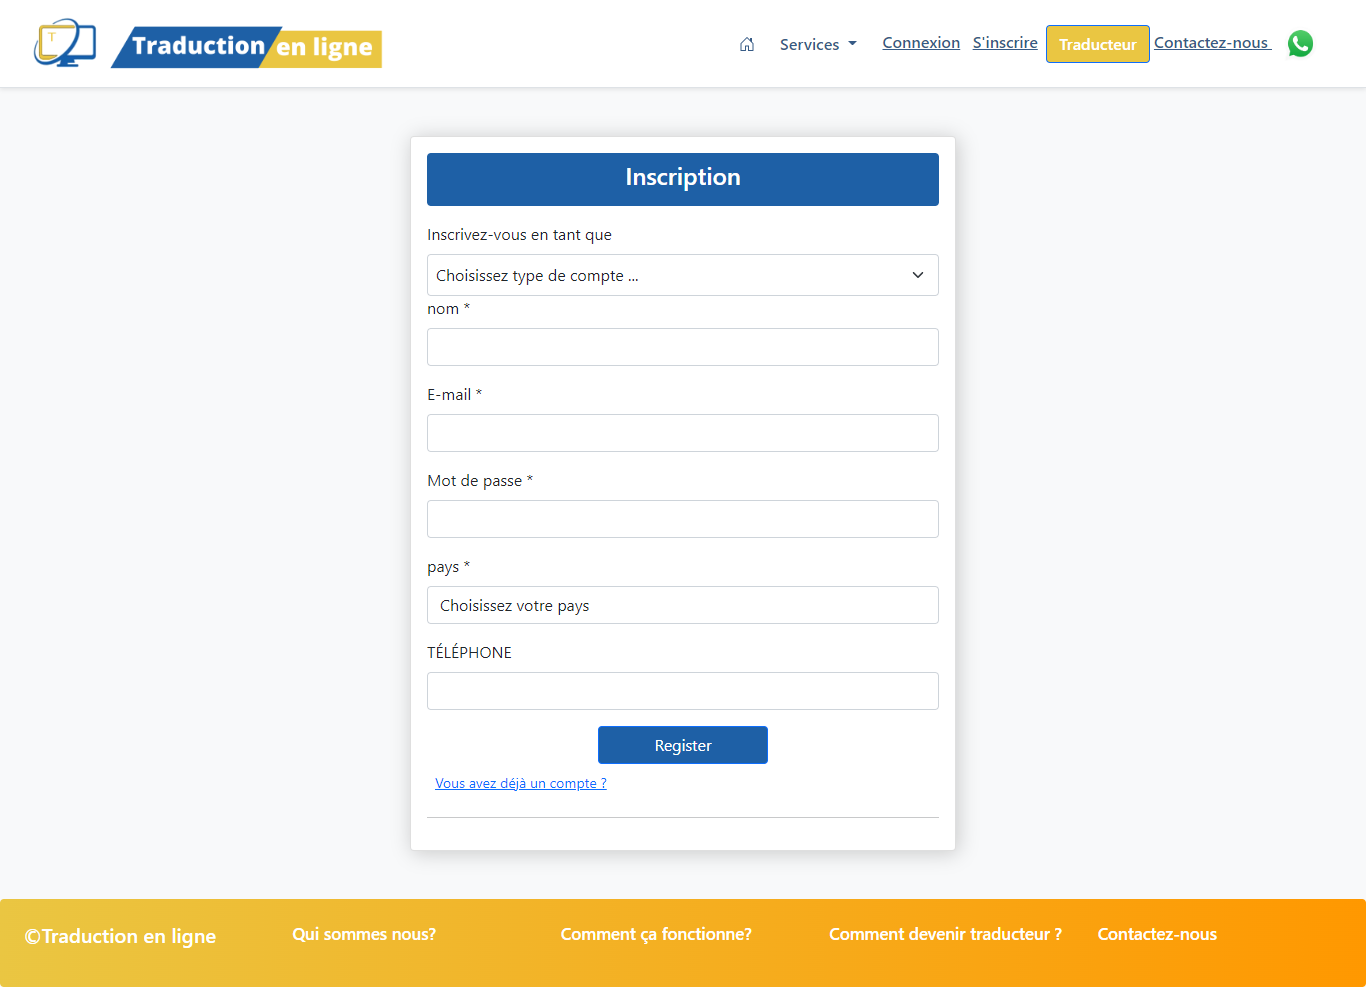 T
Traduction en ligne
Services
Connexion
S'inscrire
Traducteur
Contactez-nous
Inscription
Inscrivez-vous en tant que
Choisissez type de compte ...
nom *
E-mail *
Mot de passe *
pays *
Choisissez votre pays
TÉLÉPHONE
Register
Vous avez déjà un compte ?
©Traduction en ligne
Qui sommes nous?
Comment ça fonctionne?
Comment devenir traducteur ?
Contactez-nous